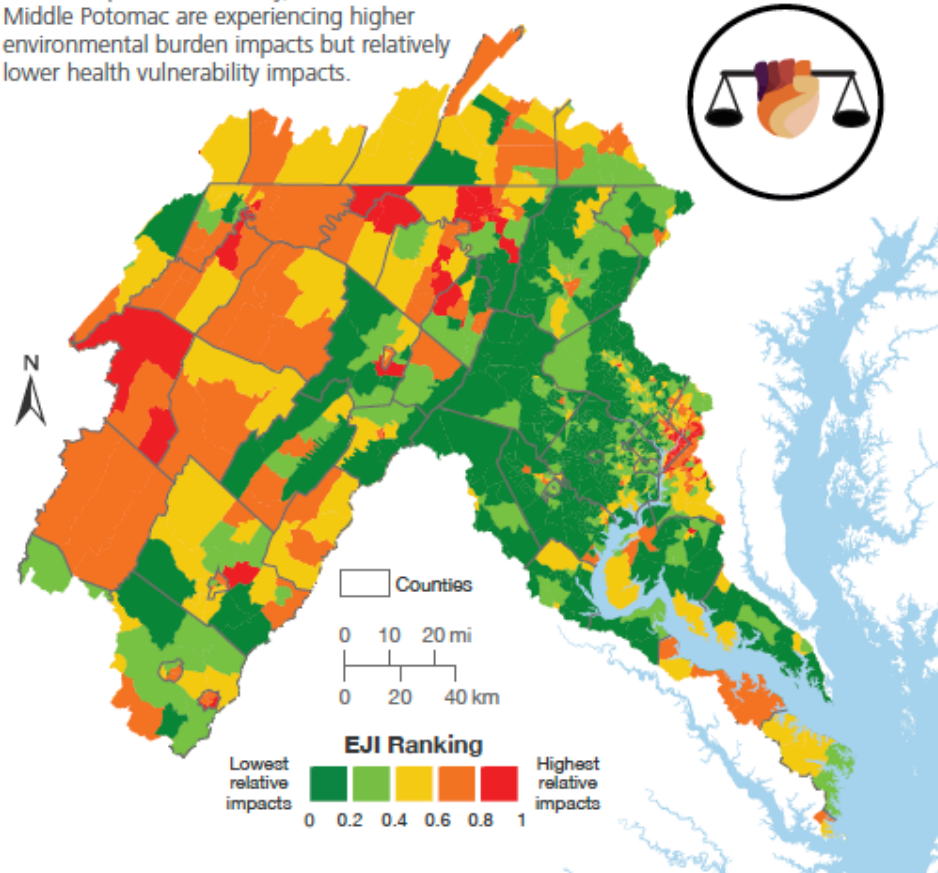 Middle Potomac are experiencing higher
environmental burden impacts but relatively
lower health vulnerability impacts.
N
Counties
0 10 20 mi
0 20 40 km
EJI Ranking
Lowest relative impacts
Highest relative impacts
0 0.2 0.4 0.6 0.8 1